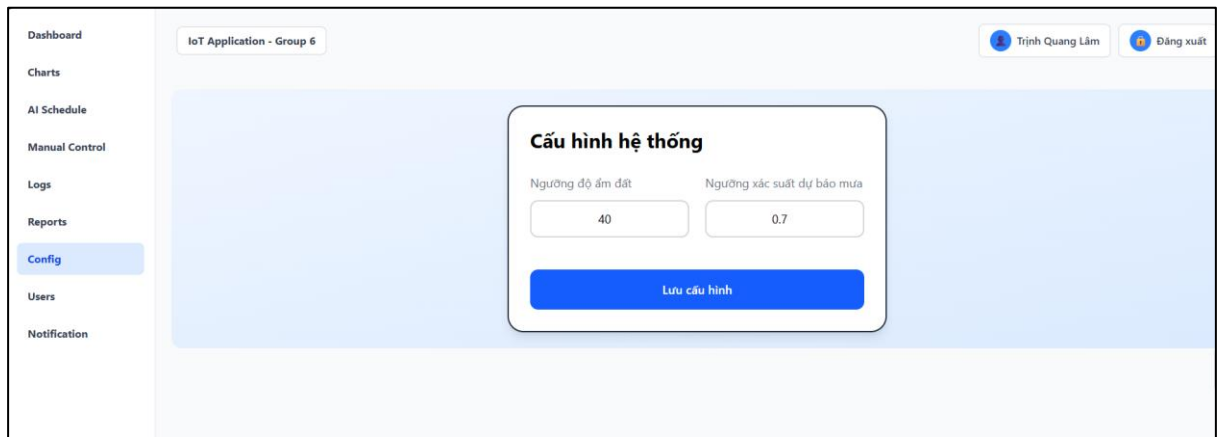 Dashboard
Charts
AI Schedule
Manual Control
Logs
Reports
Config
Users
Notification
IoT Application - Group 6
Trịnh Quang Lâm
Đăng xuất
Cấu hình hệ thống
Ngưỡng độ ẩm đất
Ngưỡng xác suất dự báo mưa
40
0.7
Lưu cấu hình